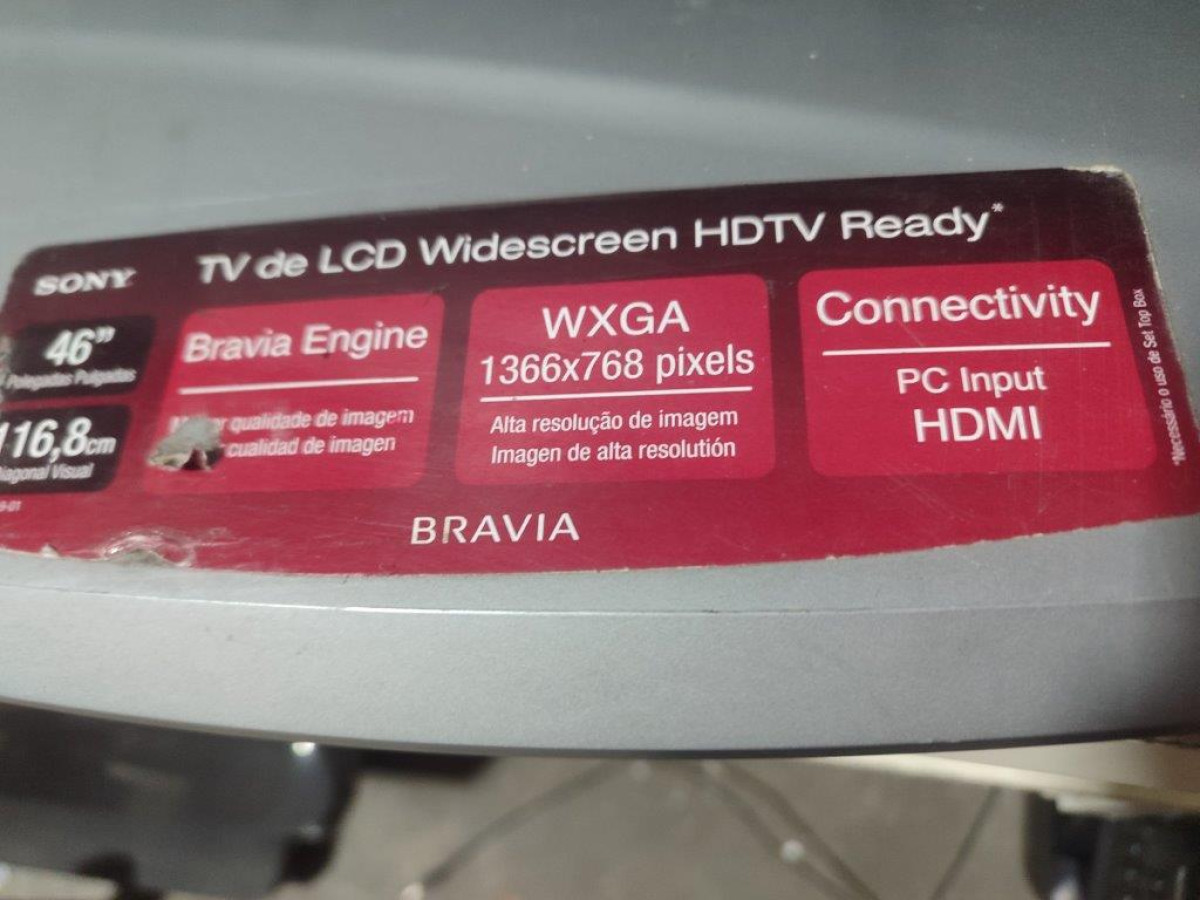 SONY
TV de LCD Widescreen HDTV Ready*
46”
Polegadas Pulgadas
116,8cm
Diagonal Visual
Bravia Engine
qualidade de imagem
cualidad de imagen
WXGA
1366x768 pixels
Alta resolução de imagem
Imagen de alta resolutión
Connectivity
PC Input
HDMI
*Necessário o uso de Set Top Box
BRAVIA